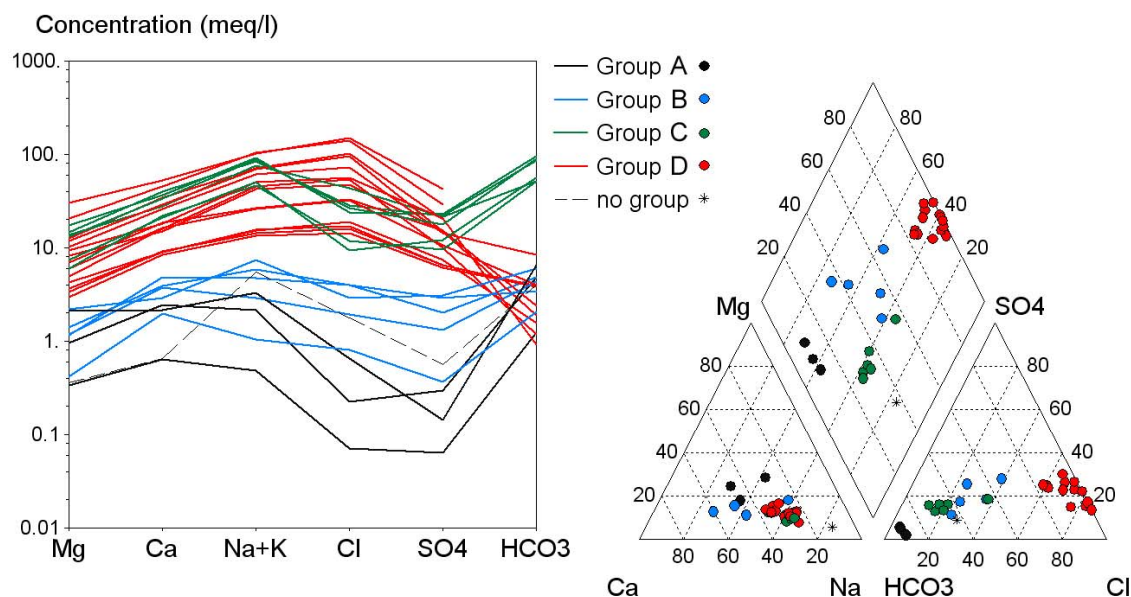 Concentration (meq/l)
1000.
100.
10.
1.
0.1
0.01
Mg Ca Na+K Cl SO4 HCO3
Group A
Group B
Group C
Group D
no group
80 80
60 60
40 40
20 20
Mg SO4
80 80
60 60
40 40
20 20
80 60 40 20 20 40 60 80
Ca Na HCO3 Cl